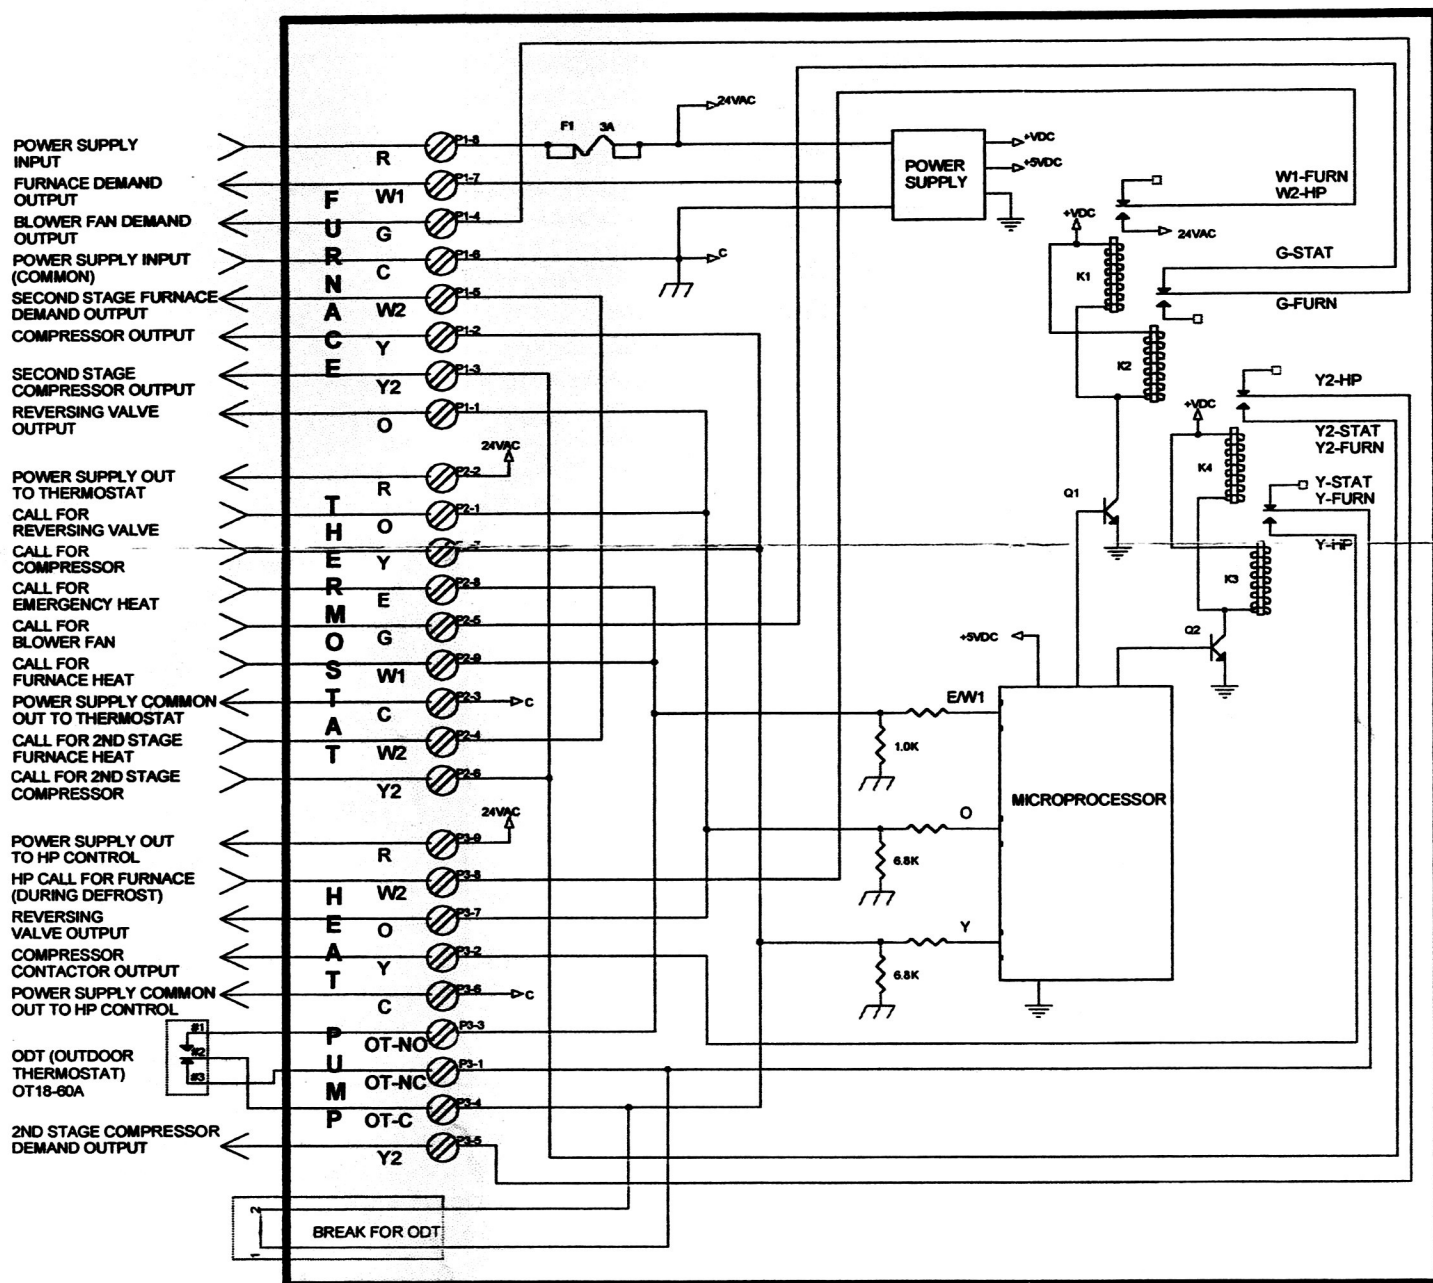 POWER SUPPLY
INPUT
FURNACE DEMAND
OUTPUT
BLOWER FAN DEMAND
OUTPUT
POWER SUPPLY INPUT
(COMMON)
SECOND STAGE FURNACE
DEMAND OUTPUT
COMPRESSOR OUTPUT
SECOND STAGE
COMPRESSOR OUTPUT
REVERSING VALVE
OUTPUT
POWER SUPPLY OUT
TO THERMOSTAT
CALL FOR
REVERSING VALVE
CALL FOR
COMPRESSOR
CALL FOR
EMERGENCY HEAT
CALL FOR
BLOWER FAN
CALL FOR
FURNACE HEAT
POWER SUPPLY COMMON
OUT TO THERMOSTAT
CALL FOR 2ND STAGE
FURNACE HEAT
CALL FOR 2ND STAGE
COMPRESSOR
POWER SUPPLY OUT
TO HP CONTROL
HP CALL FOR FURNACE
(DURING DEFROST)
REVERSING
VALVE OUTPUT
COMPRESSOR
CONTACTOR OUTPUT
POWER SUPPLY COMMON
OUT TO HP CONTROL
ODT (OUTDOOR
THERMOSTAT)
OT18-60A
#1
#2
#3
2ND STAGE COMPRESSOR
DEMAND OUTPUT
FURNACE
THERMOSTAT
HEAT PUMP
R
P1-8
W1
P1-7
G
P1-4
C
P1-6
W2
P1-5
Y
P1-2
Y2
P1-3
O
P1-1
24VAC
R
P2-2
O
P2-1
Y
P2-7
E
P2-8
G
P2-5
W1
P2-9
C
P2-3
C
W2
P2-4
Y2
P2-6
24VAC
R
P3-9
W2
P3-8
O
P3-7
Y
P3-2
C
P3-6
C
OT-NO
P3-3
OT-NC
P3-1
OT-C
P3-4
Y2
P3-5
2
1
BREAK FOR ODT
F1
3A
24VAC
C
POWER
SUPPLY
+VDC
+5VDC
W1-FURN
W2-HP
24VAC
+VDC
K1
G-STAT
G-FURN
K2
Y2-HP
Y2-STAT
Y2-FURN
+VDC
K4
Y-STAT
Y-FURN
Y-HP
K3
Q1
Q2
+5VDC
E/W1
1.0K
MICROPROCESSOR
O
6.8K
Y
6.8K